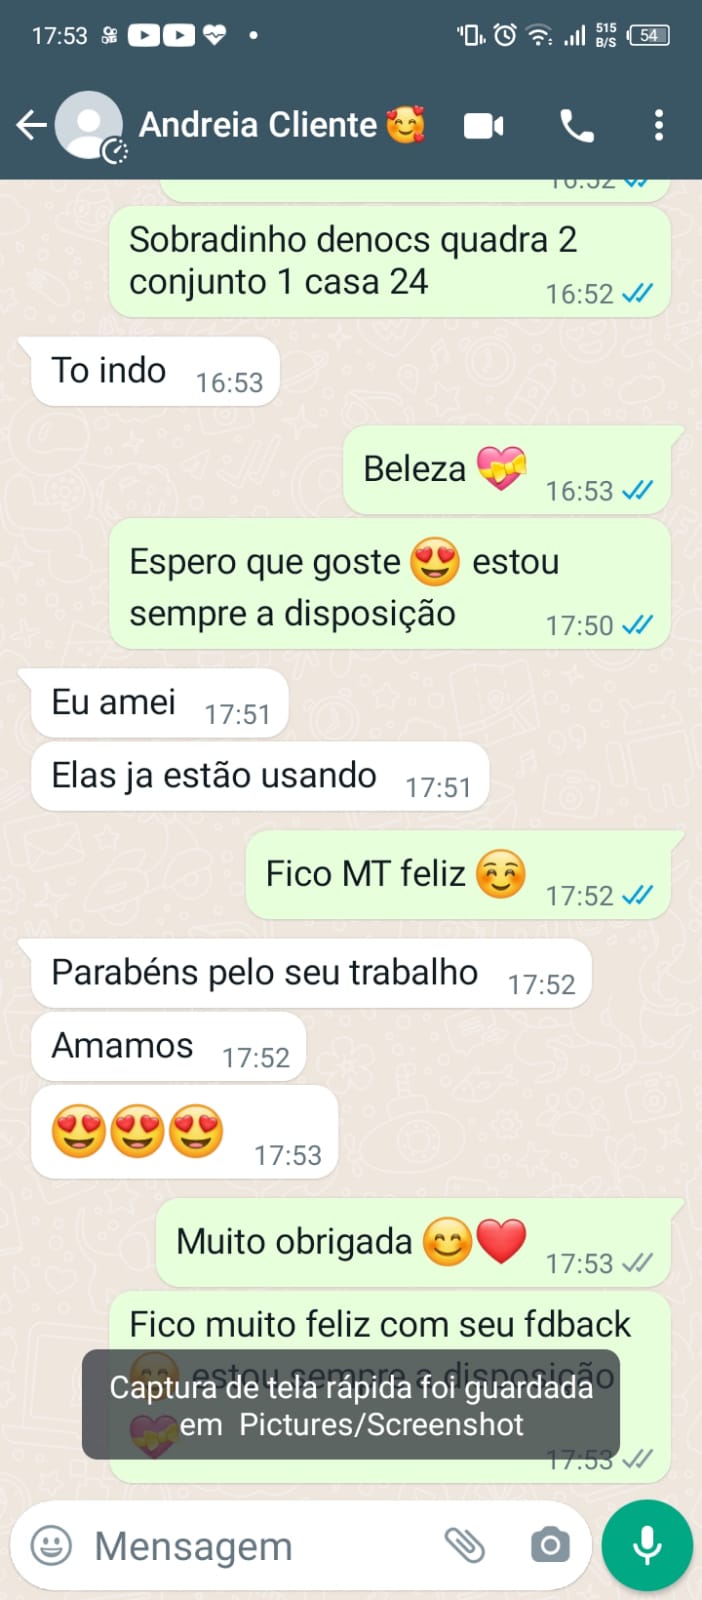 17:53
515
B/S
54
Andreia Cliente
16:52
Sobradinho denocs quadra 2
conjunto 1 casa 24
16:52
To indo
16:53
Beleza
16:53
Espero que goste estou
sempre a disposição
17:50
Eu amei
17:51
Elas ja estão usando
17:51
Fico MT feliz
17:52
Parabéns pelo seu trabalho
17:52
Amamos
17:52
17:53
Muito obrigada
17:53
Fico muito feliz com seu fdback
estou sempre a disposição
Captura de tela rápida foi guardada
em Pictures/Screenshot
17:53
Mensagem